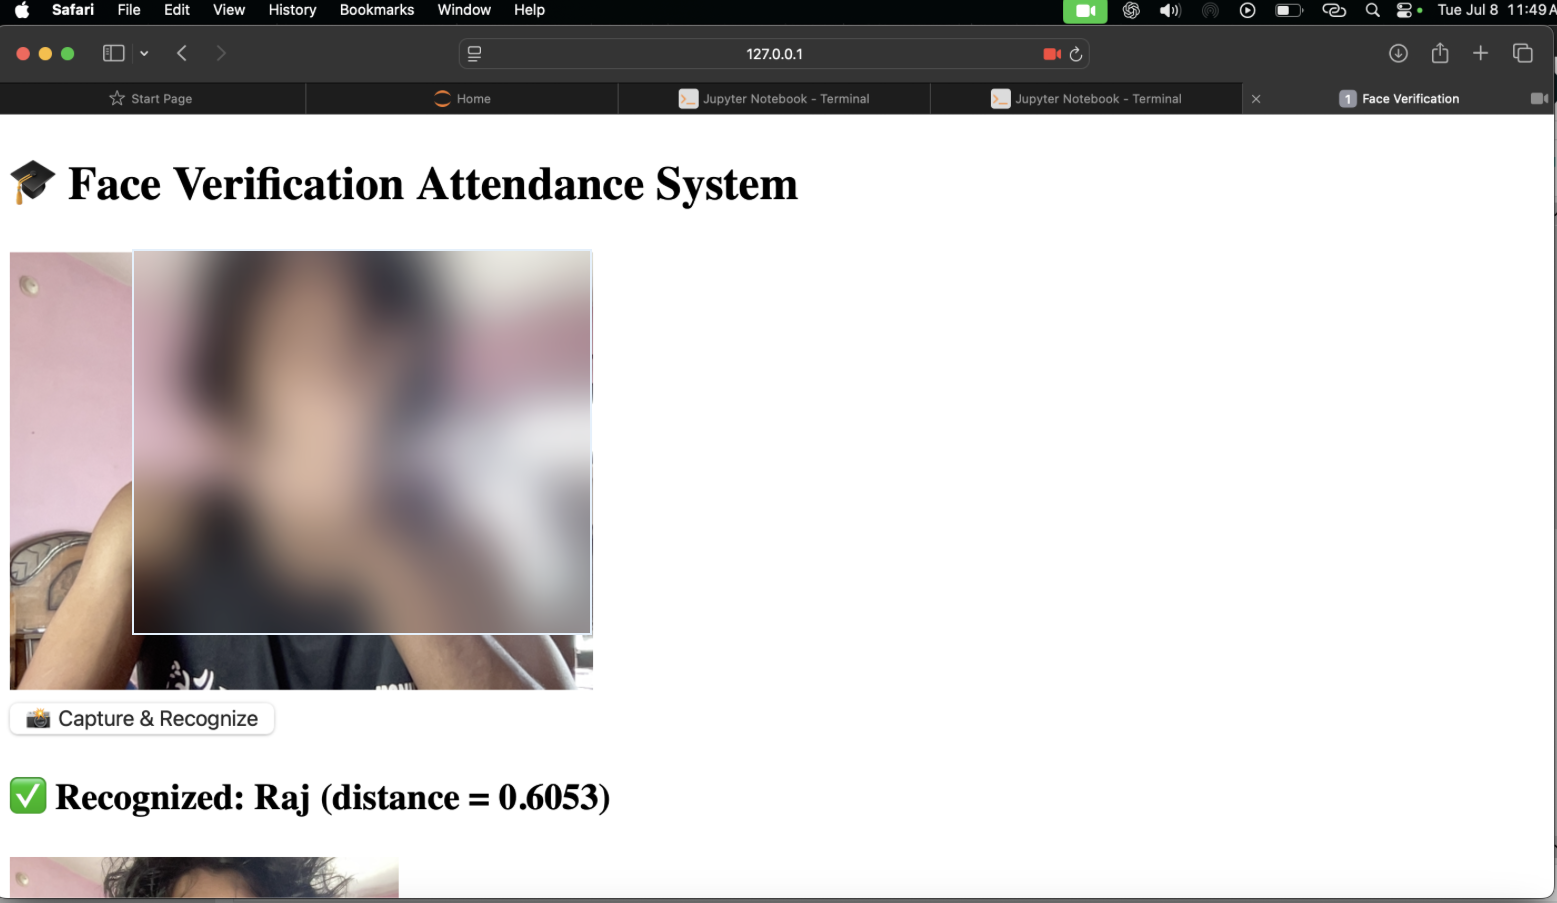 Safari File Edit View History Bookmarks Window Help Tue Jul 8 11:49 A
127.0.0.1
Start Page Home Jupyter Notebook - Terminal Jupyter Notebook - Terminal 1 Face Verification
🎓 Face Verification Attendance System
📸 Capture & Recognize
✅ Recognized: Raj (distance = 0.6053)